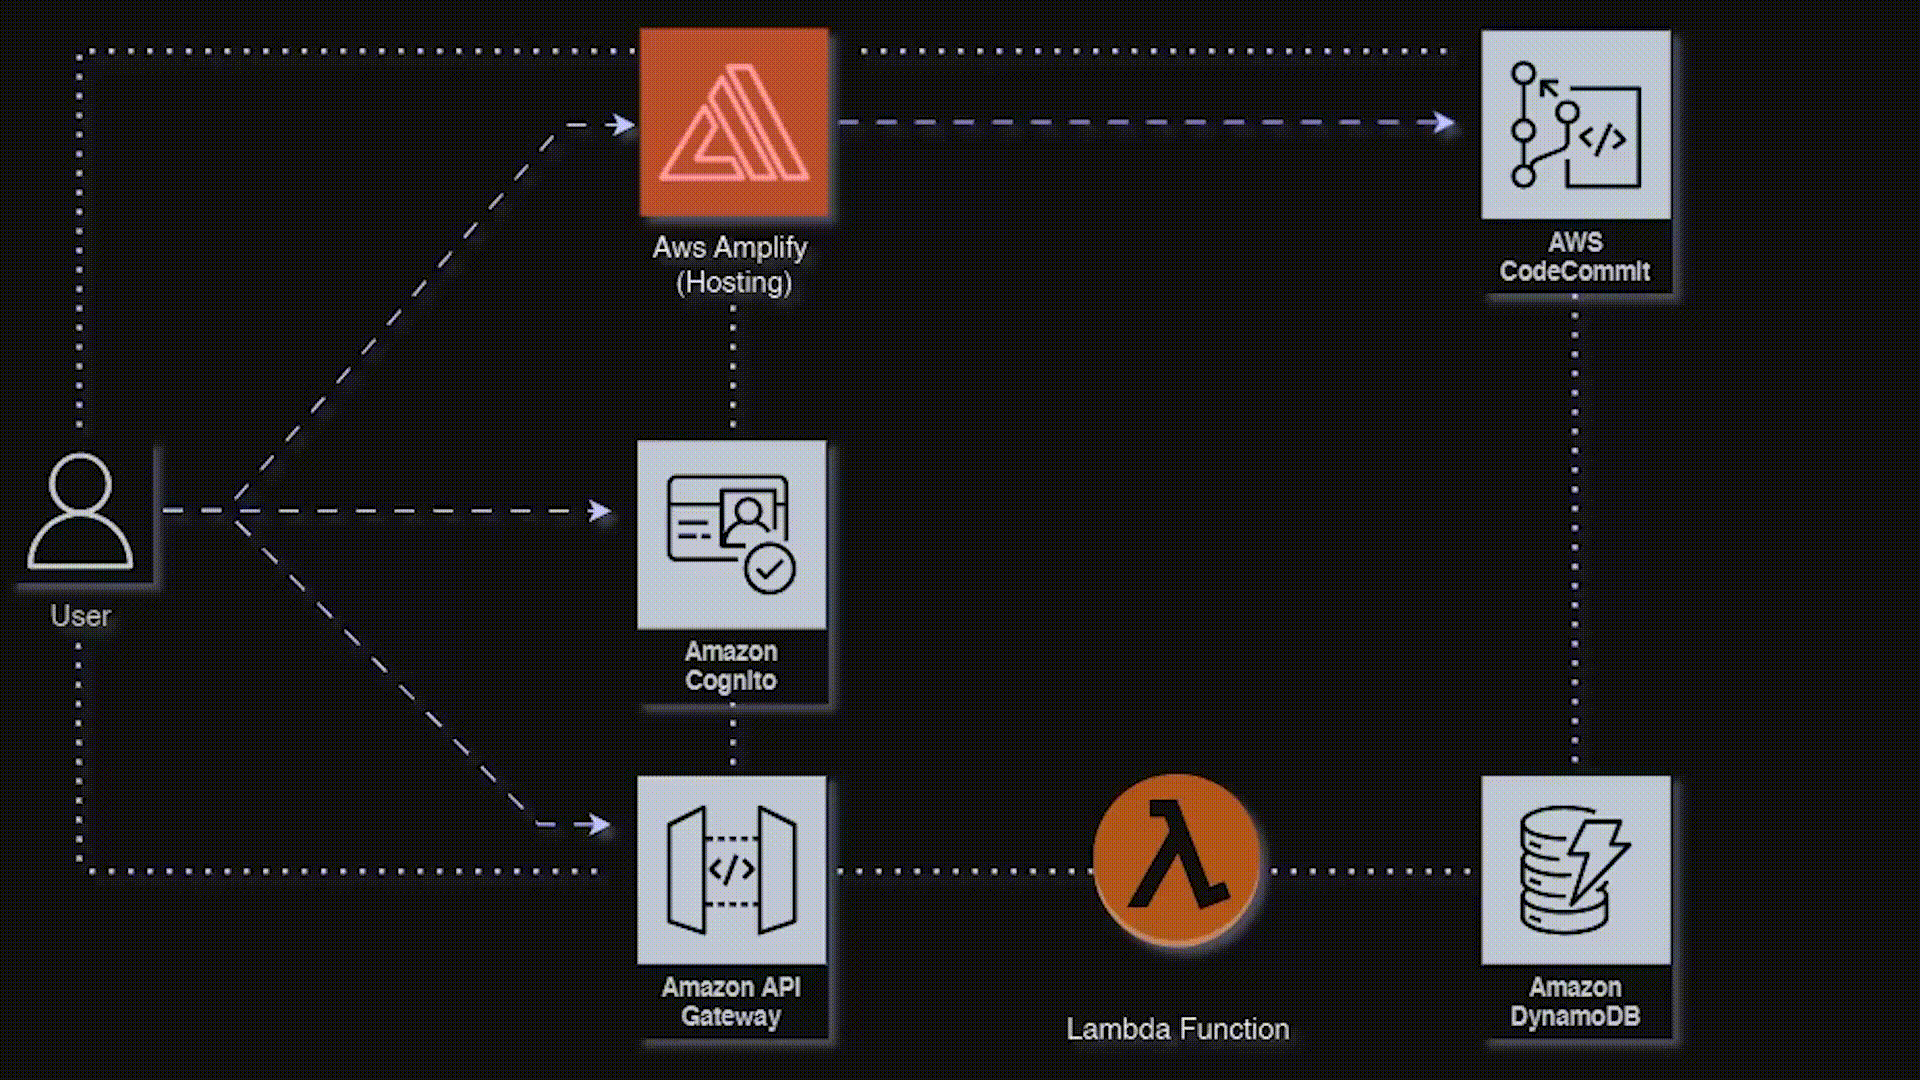 Aws Amplify
(Hosting)
AWS
CodeCommit
User
Amazon
Cognito
Amazon API
Gateway
Lambda Function
Amazon
DynamoDB